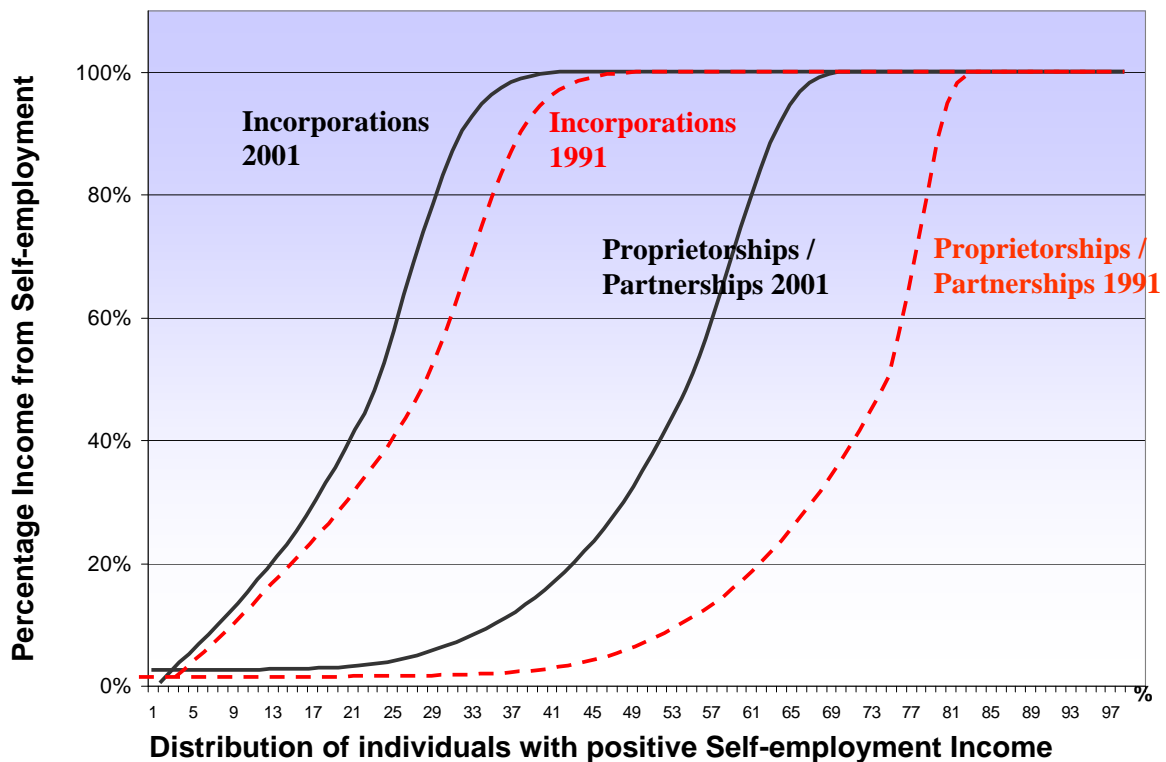 Percentage Income from Self-employment
100%
80%
60%
40%
20%
0%
Incorporations
2001
Incorporations
1991
Proprietorships /
Partnerships 2001
Proprietorships /
Partnerships 1991
%
1 5 9 13 17 21 25 29 33 37 41 45 49 53 57 61 65 69 73 77 81 85 89 93 97
Distribution of individuals with positive Self-employment Income